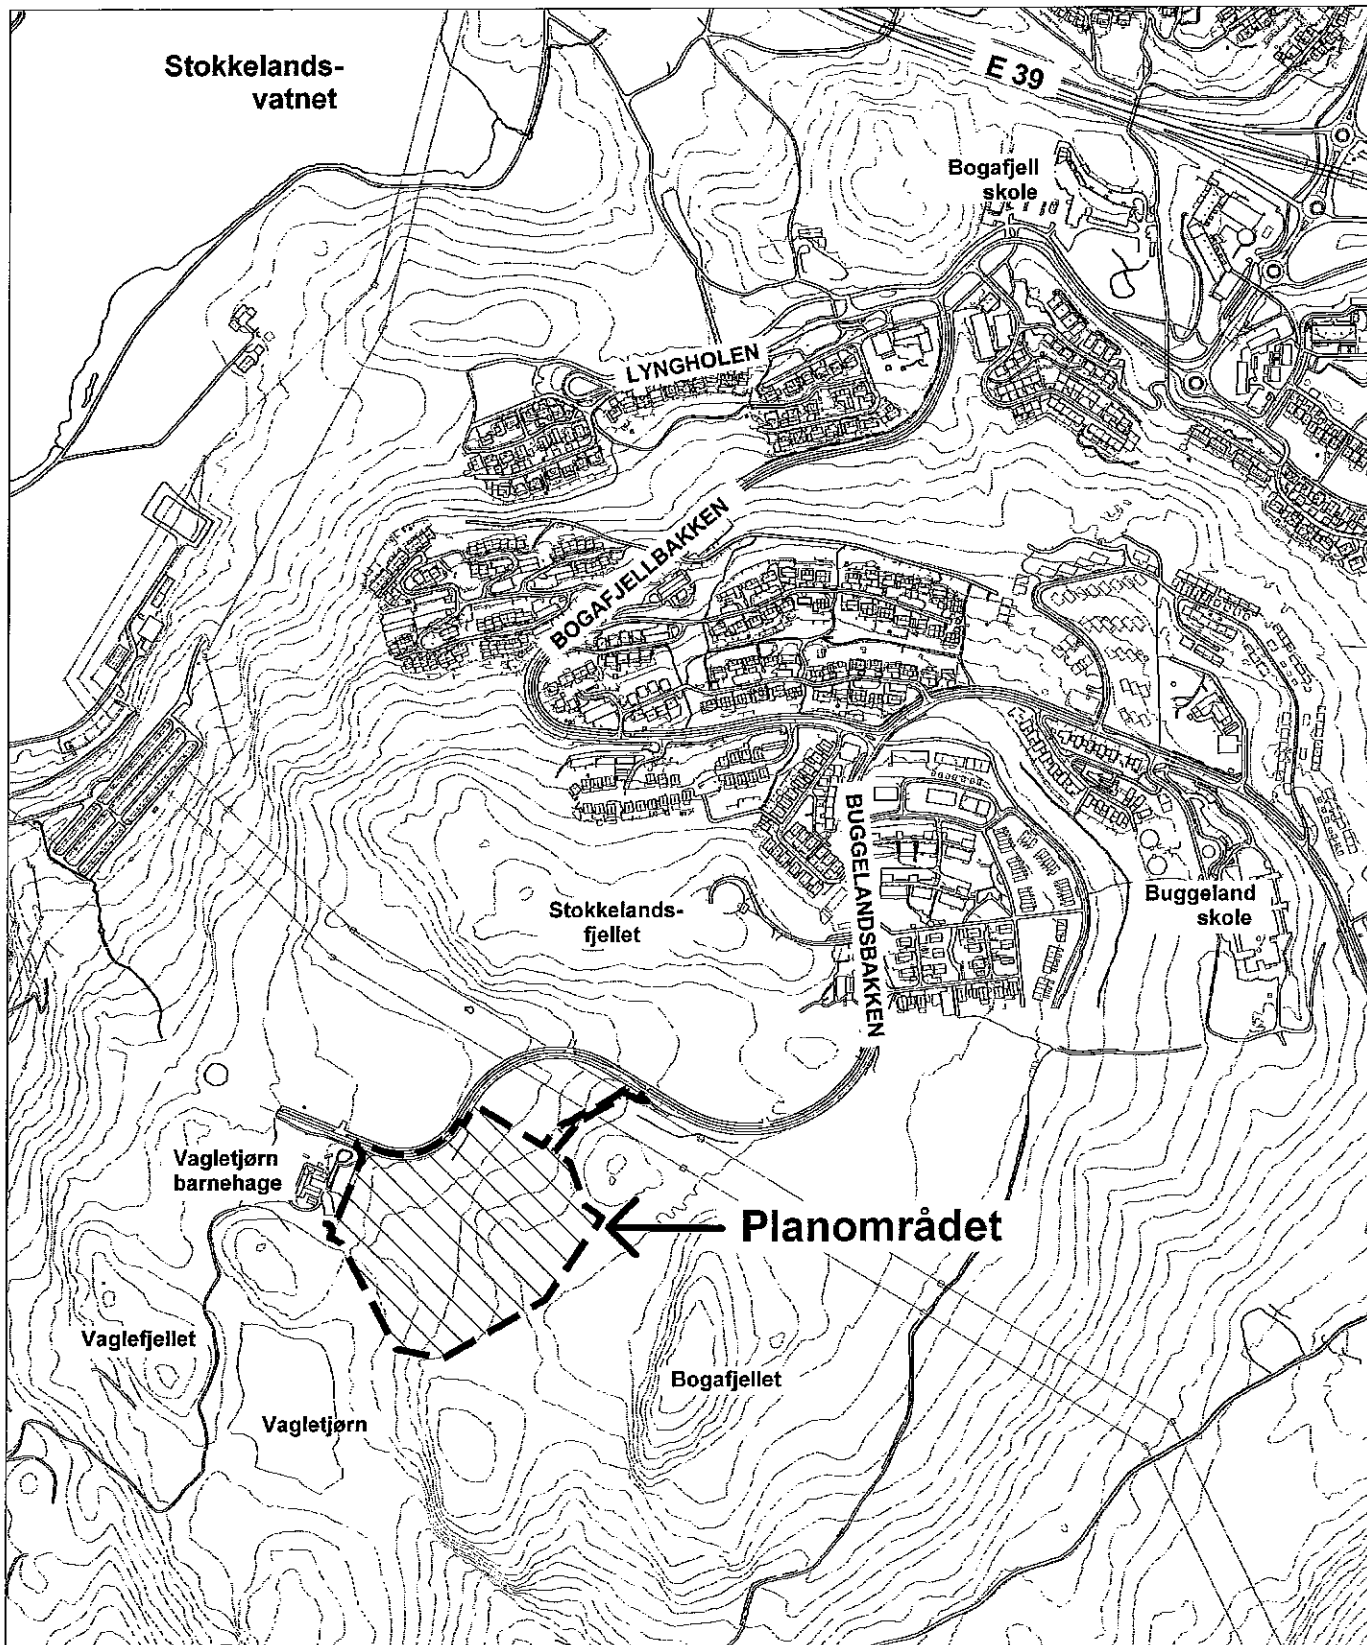 Stokkelands-
vatnet
E 39
Bogafjell
skole
LYNGHOLEN
BOGAFJELLBAKKEN
BUGGELANDSBAKKEN
Buggeland
skole
Stokkelands-
fjellet
Vagletjørn
barnehage
Planområdet
Vaglefjellet
Bogafjellet
Vagletjørn